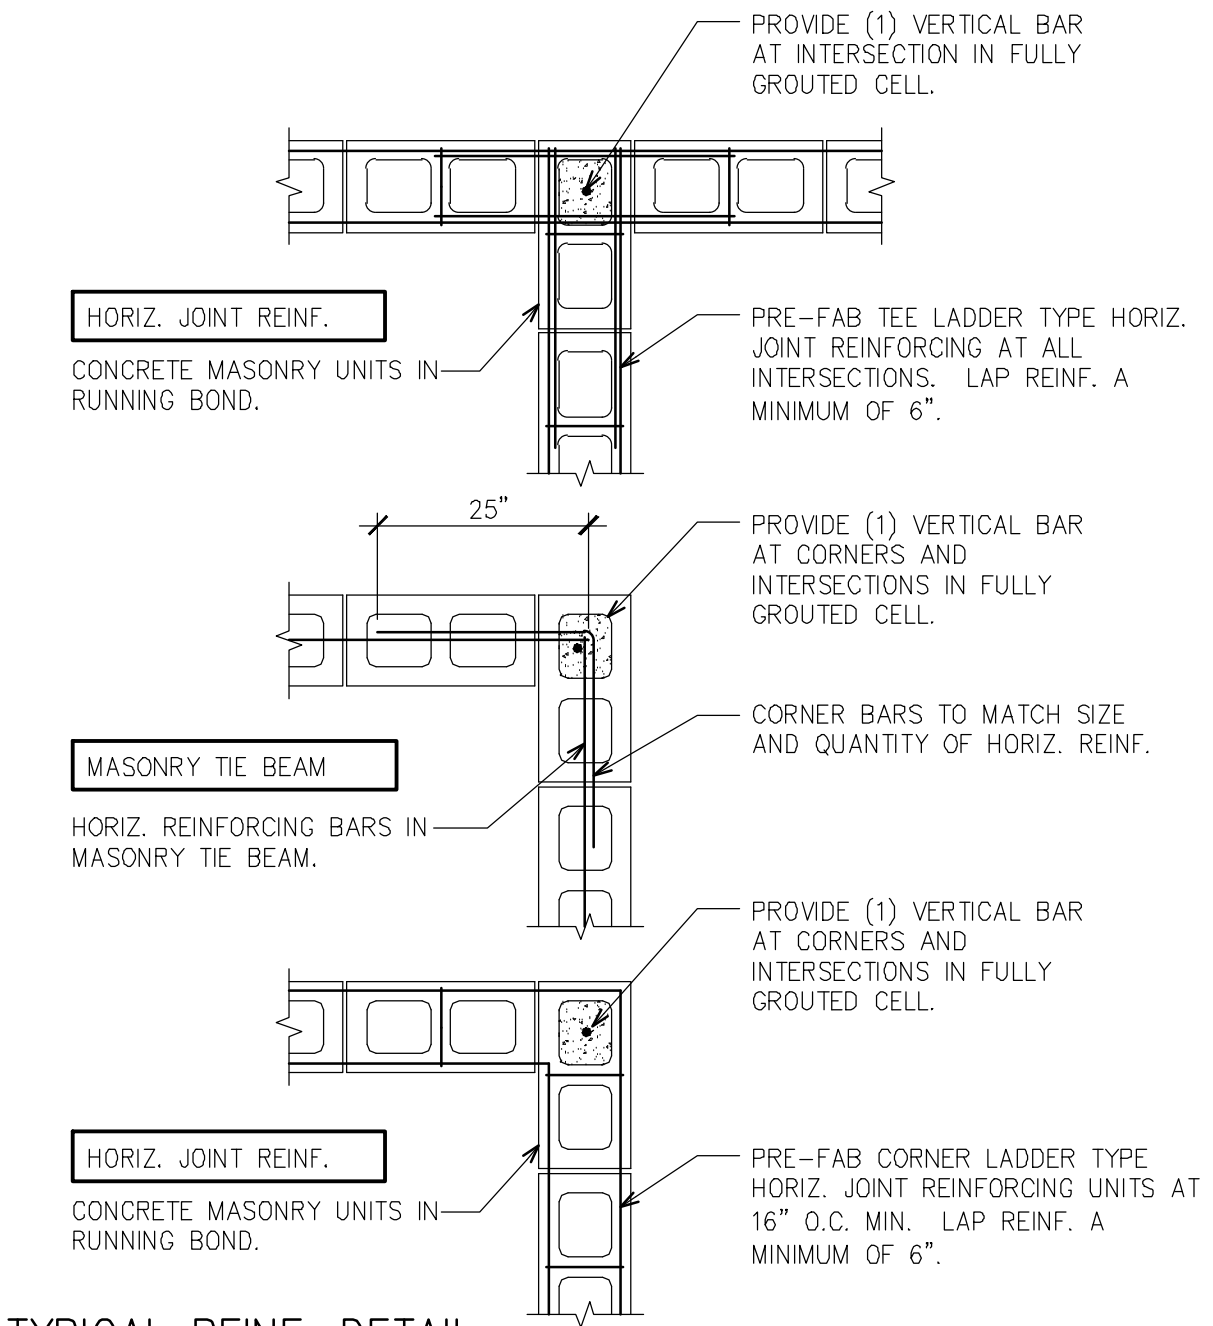 PROVIDE (1) VERTICAL BAR
AT INTERSECTION IN FULLY
GROUTED CELL.
HORIZ. JOINT REINF.
CONCRETE MASONRY UNITS IN
RUNNING BOND.
PRE-FAB TEE LADDER TYPE HORIZ.
JOINT REINFORCING AT ALL
INTERSECTIONS. LAP REINF. A
MINIMUM OF 6".
25"
PROVIDE (1) VERTICAL BAR
AT CORNERS AND
INTERSECTIONS IN FULLY
GROUTED CELL.
CORNER BARS TO MATCH SIZE
AND QUANTITY OF HORIZ. REINF.
MASONRY TIE BEAM
HORIZ. REINFORCING BARS IN
MASONRY TIE BEAM.
PROVIDE (1) VERTICAL BAR
AT CORNERS AND
INTERSECTIONS IN FULLY
GROUTED CELL.
HORIZ. JOINT REINF.
CONCRETE MASONRY UNITS IN
RUNNING BOND.
PRE-FAB CORNER LADDER TYPE
HORIZ. JOINT REINFORCING UNITS AT
16" O.C. MIN. LAP REINF. A
MINIMUM OF 6".
TYPICAL REINF. DETAIL